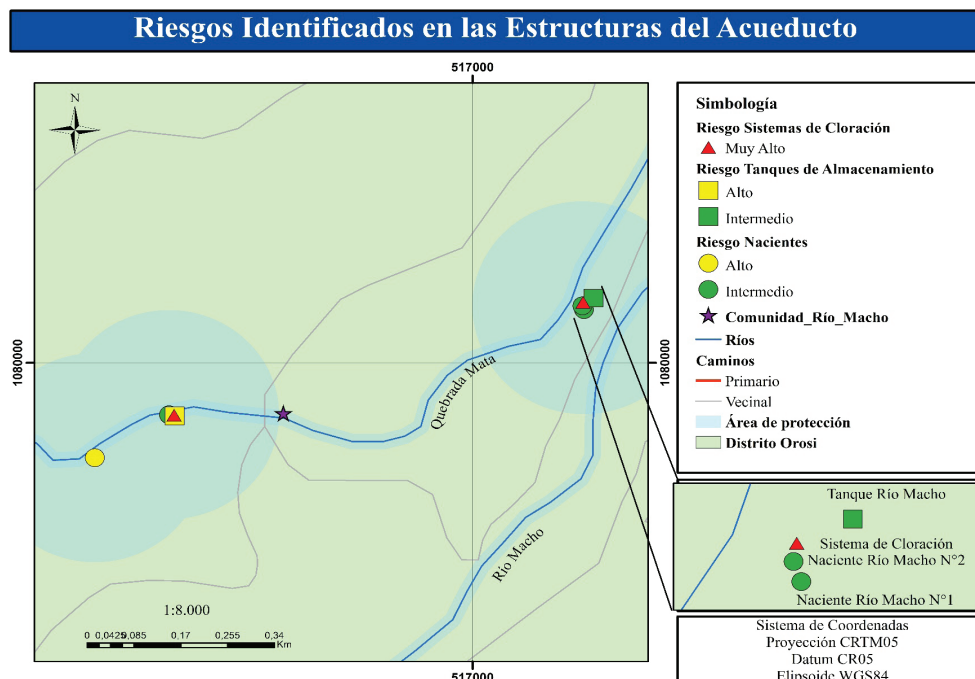 Riesgos Identificados en las Estructuras del Acueducto
517000
N
1080000
1080000
Quebrada Mata
Río Macho
1:8.000
0 0,0425 0,085 0,17 0,255 0,34
Km
517000
Simbología
Riesgo Sistemas de Cloración
Muy Alto
Riesgo Tanques de Almacenamiento
Alto
Intermedio
Riesgo Nacientes
Alto
Intermedio
Comunidad_Río_Macho
Ríos
Caminos
Primario
Vecinal
Área de protección
Distrito Orosi
Tanque Río Macho
Sistema de Cloración
Naciente Río Macho N°2
Naciente Río Macho N°1
Sistema de Coordenadas
Proyección CRTM05
Datum CR05
Elipsoide WGS84